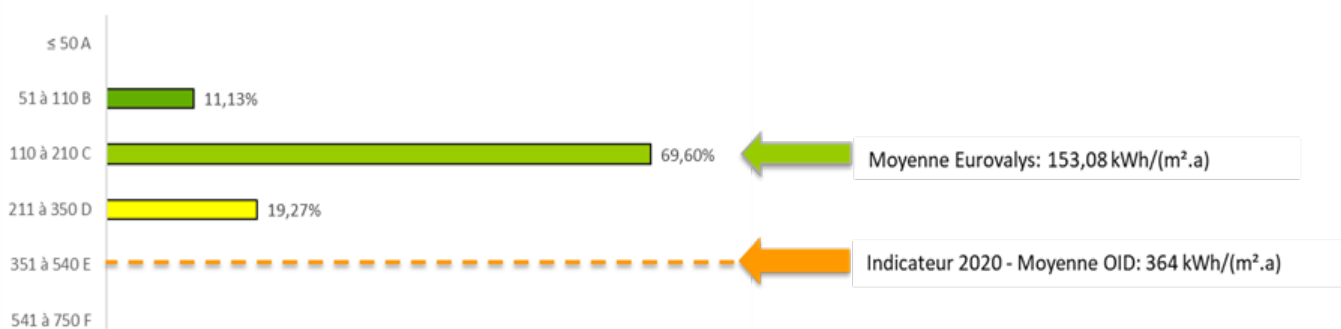 ≤ 50 A
51 à 110 B
11,13%
110 à 210 C
69,60%
Moyenne Eurovalys: 153,08 kWh/(m².a)
211 à 350 D
19,27%
351 à 540 E
Indicateur 2020 - Moyenne OID: 364 kWh/(m².a)
541 à 750 F